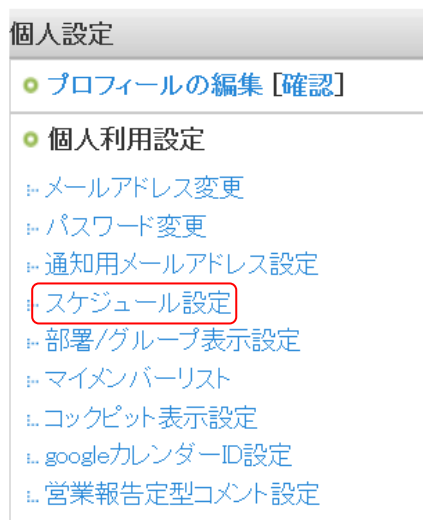 個人設定
プロフィールの編集 [確認]
個人利用設定
メールアドレス変更
パスワード変更
通知用メールアドレス設定
スケジュール設定
部署/グループ表示設定
マイメンバーリスト
コックピット表示設定
googleカレンダーID設定
営業報告定型コメント設定